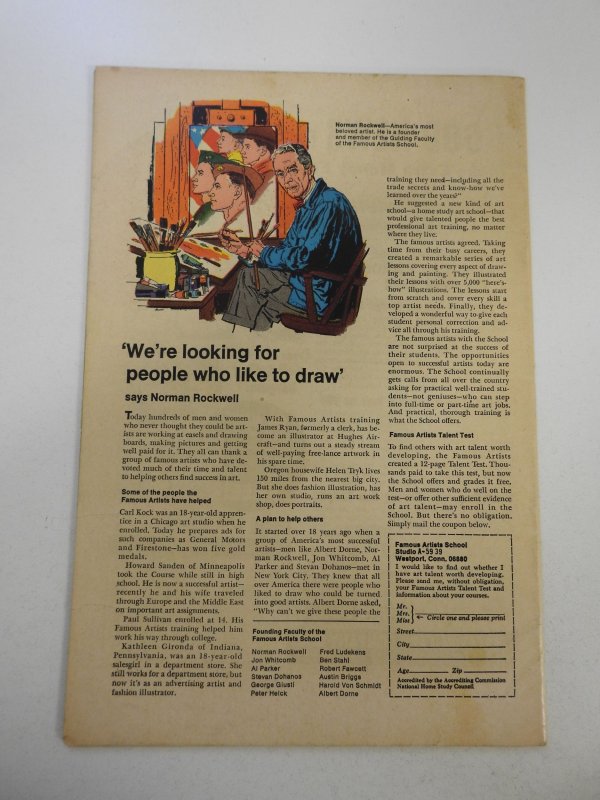 Norman Rockwell—America's most
beloved artist. He is a founder
and member of the Guiding Faculty
of the Famous Artists School.
'We're looking for
people who like to draw'
says Norman Rockwell
Today hundreds of men and women
who never thought they could be art-
ists are working at easels and drawing
boards, making pictures and getting
well paid for it. They all can thank a
group of famous artists who have de-
voted much of their time and talent
to helping others find success in art.
Some of the people the
Famous Artists have helped
Carl Kock was an 18-year-old appren-
tice in a Chicago art studio when he
enrolled. Today he prepares ads for
such companies as General Motors
and Firestone—has won five gold
medals.
Howard Sanden of Minneapolis
took the Course while still in high
school. He is now a successful artist—
recently he and his wife traveled
through Europe and the Middle East
on important art assignments.
Paul Sullivan enrolled at 14. His
Famous Artists training helped him
work his way through college.
Kathleen Gironda of Indiana,
Pennsylvania, was an 18-year-old
salesgirl in a department store. She
still works for a department store, but
now it's as an advertising artist and
fashion illustrator.
With Famous Artists training
James Ryan, formerly a clerk, has be-
come an illustrator at Hughes Air-
craft—and turns out a steady stream
of well-paying free-lance artwork in
his spare time.
Oregon housewife Helen Tryk lives
150 miles from the nearest big city.
But she does fashion illustration, has
her own studio, runs an art work
shop, does portraits.
A plan to help others
It started over 18 years ago when a
group of America's most successful
artists—men like Albert Dorne, Nor-
man Rockwell, Jon Whitcomb, Al
Parker and Stevan Dohanos—met in
New York City. They knew that all
over America there were people who
liked to draw who could be turned
into good artists. Albert Dorne asked,
"Why can't we give these people the
Founding Faculty of the
Famous Artists School
Norman Rockwell
Jon Whitcomb
Al Parker
Stevan Dohanos
George Giusti
Peter Helck
Fred Ludekens
Ben Stahl
Robert Fawcett
Austin Briggs
Harold Von Schmidt
Albert Dorne
training they need—including all the
trade secrets and know-how we've
learned over the years?"
He suggested a new kind of art
school—a home study art school—that
would give talented people the best
professional art training, no matter
where they live.
The famous artists agreed. Taking
time from their busy careers, they
created a remarkable series of art
lessons covering every aspect of draw-
ing and painting. They illustrated
their lessons with over 5,000 "here's-
how" illustrations. The lessons start
from scratch and cover every skill a
top artist needs. Finally, they de-
veloped a wonderful way to give each
student personal correction and ad-
vice all through his training.
The famous artists with the School
are not surprised at the success of
their students. The opportunities
open to successful artists today are
enormous. The School continually
gets calls from all over the country
asking for practical well-trained stu-
dents—not geniuses—who can step
into full-time or part-time art jobs.
And practical, thorough training is
what the School offers.
Famous Artists Talent Test
To find others with art talent worth
developing, the Famous Artists
created a 12-page Talent Test. Thou-
sands paid to take this test, but now
the School offers and grades it free.
Men and women who do well on the
test—or offer other sufficient evidence
of art talent—may enroll in the
School. But there's no obligation.
Simply mail the coupon below.
Famous Artists School
Studio A-5939
Westport, Conn. 06880
I would like to find out whether I
have art talent worth developing.
Please send me, without obligation,
your Famous Artists Talent Test and
information about your courses.
Mr.
Mrs. ← Circle one and please print
Miss
Street
City
State
Age Zip
Accredited by the Accrediting Commission
National Home Study Council